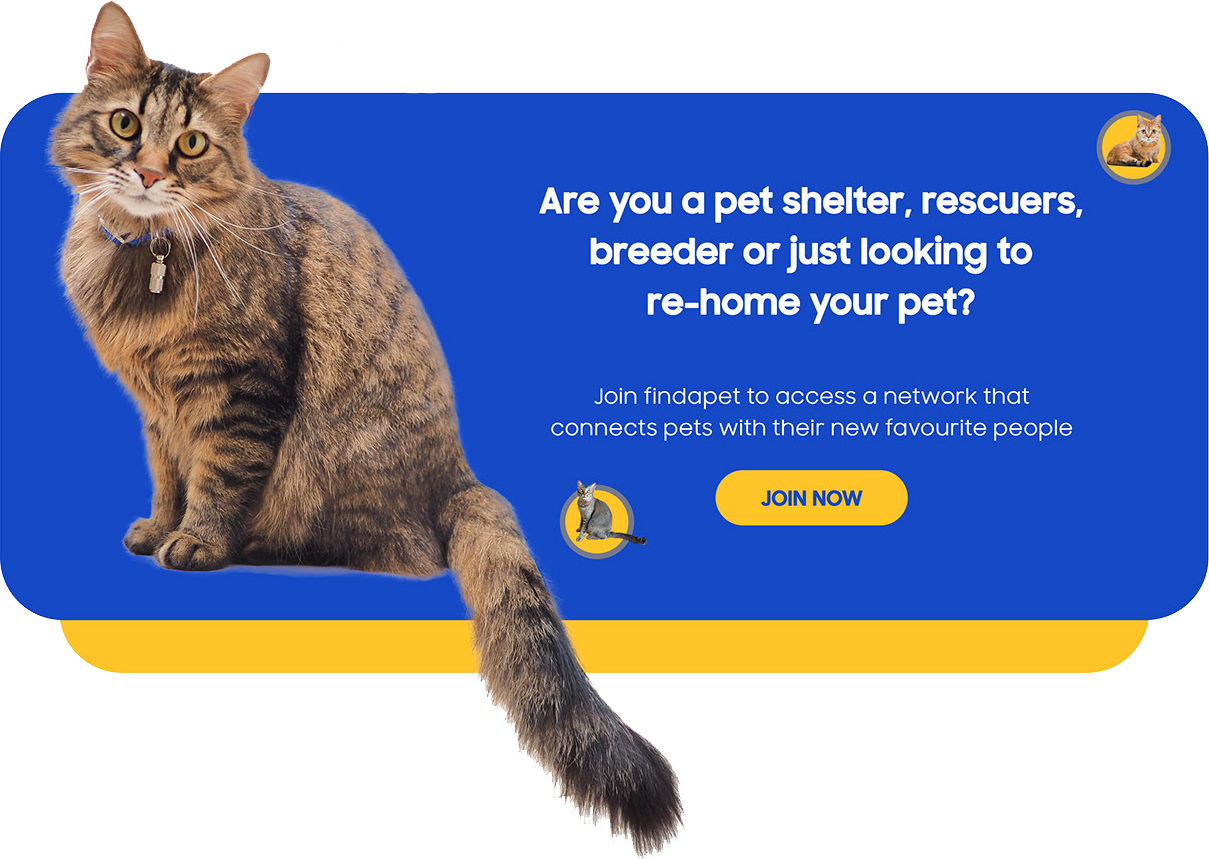 Are you a pet shelter, rescuers,
breeder or just looking to
re-home your pet?
Join findapet to access a network that
connects pets with their new favourite people
JOIN NOW